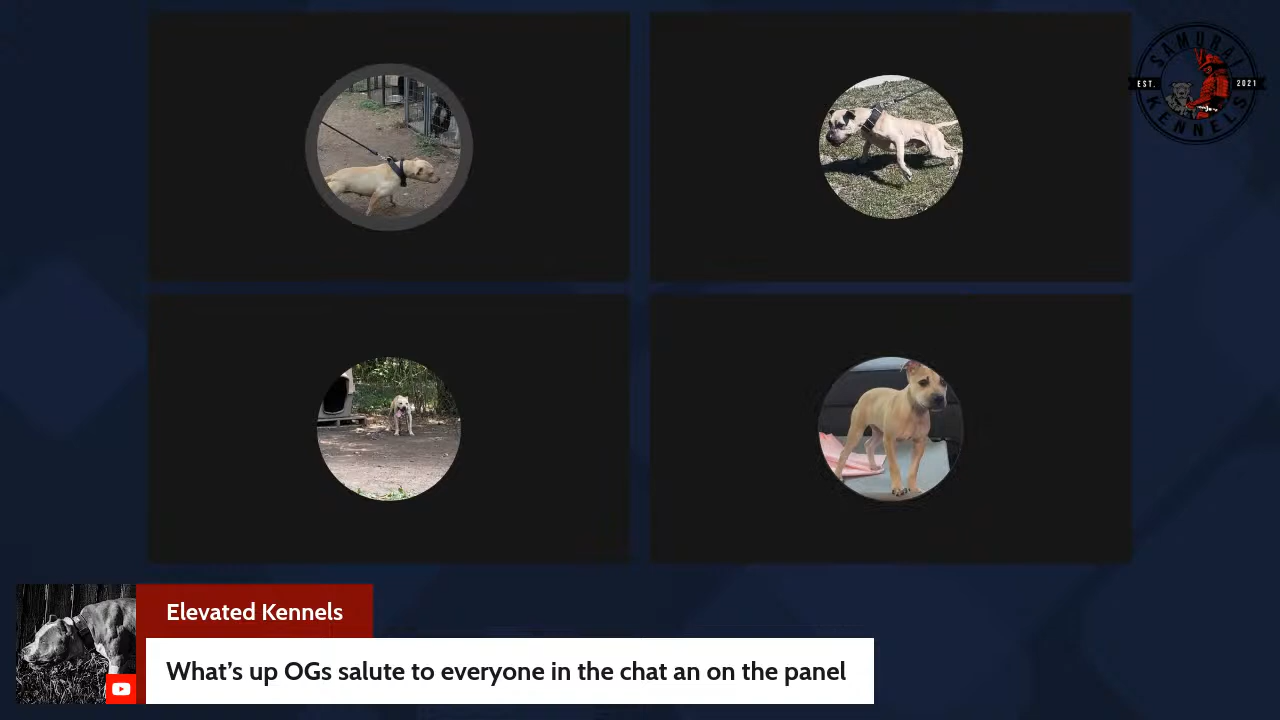 SAMURAI
EST. 2021
KENNELS
Elevated Kennels
What's up OGs salute to everyone in the chat an on the panel